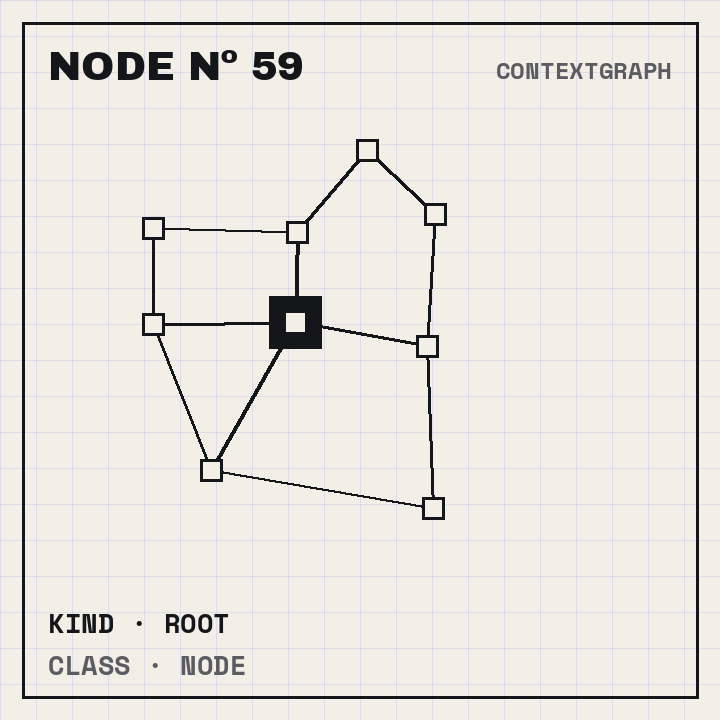 NODE Nº 59
CONTEXTGRAPH
KIND · ROOT
CLASS · NODE